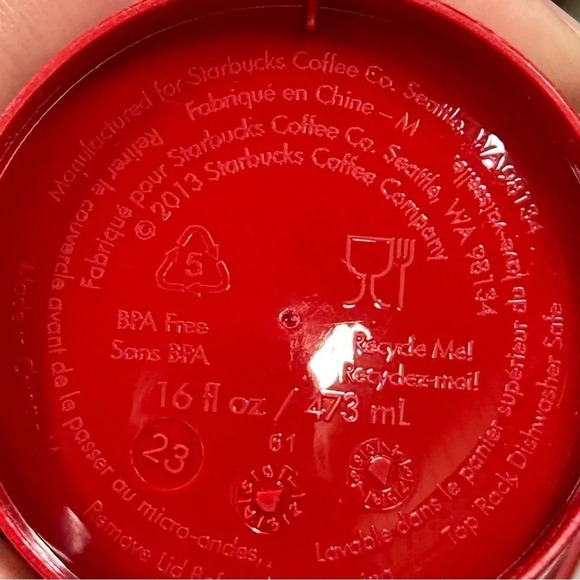 Manufactured for Starbucks Coffee Co. Seattle, WA 98134
Fabriqué en Chine – M
Fabriqué pour Starbucks Coffee Co. Seattle, WA 98134
© 2013 Starbucks Coffee Company
5
BPA Free
Sans BPA
Recycle Me!
Recyclez-moi!
16 fl oz / 473 mL
23
61
Retirer le couvercle avant de le passer au micro-ondes,
Lavable dans le panier supérieur du lave-vaisselle
Remove Lid
Top Rack Dishwasher Safe